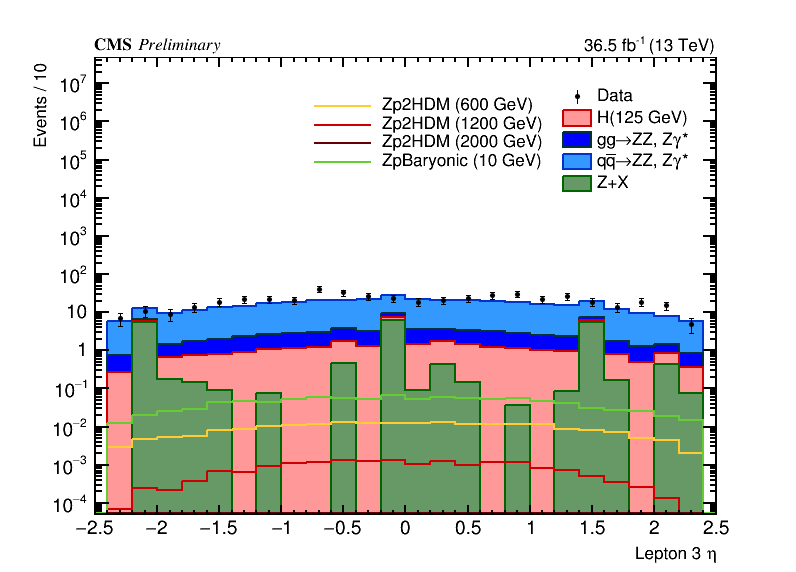 CMS Preliminary 36.5 fb⁻¹ (13 TeV)
Events / 10
10⁷
10⁶
10⁵
10⁴
10³
10²
10
1
10⁻¹
10⁻²
10⁻³
10⁻⁴
Zp2HDM (600 GeV)
Zp2HDM (1200 GeV)
Zp2HDM (2000 GeV)
ZpBaryonic (10 GeV)
Data
H(125 GeV)
gg→ZZ, Zγ*
qq̅→ZZ, Zγ*
Z+X
−2.5 −2 −1.5 −1 −0.5 0 0.5 1 1.5 2 2.5
Lepton 3 η